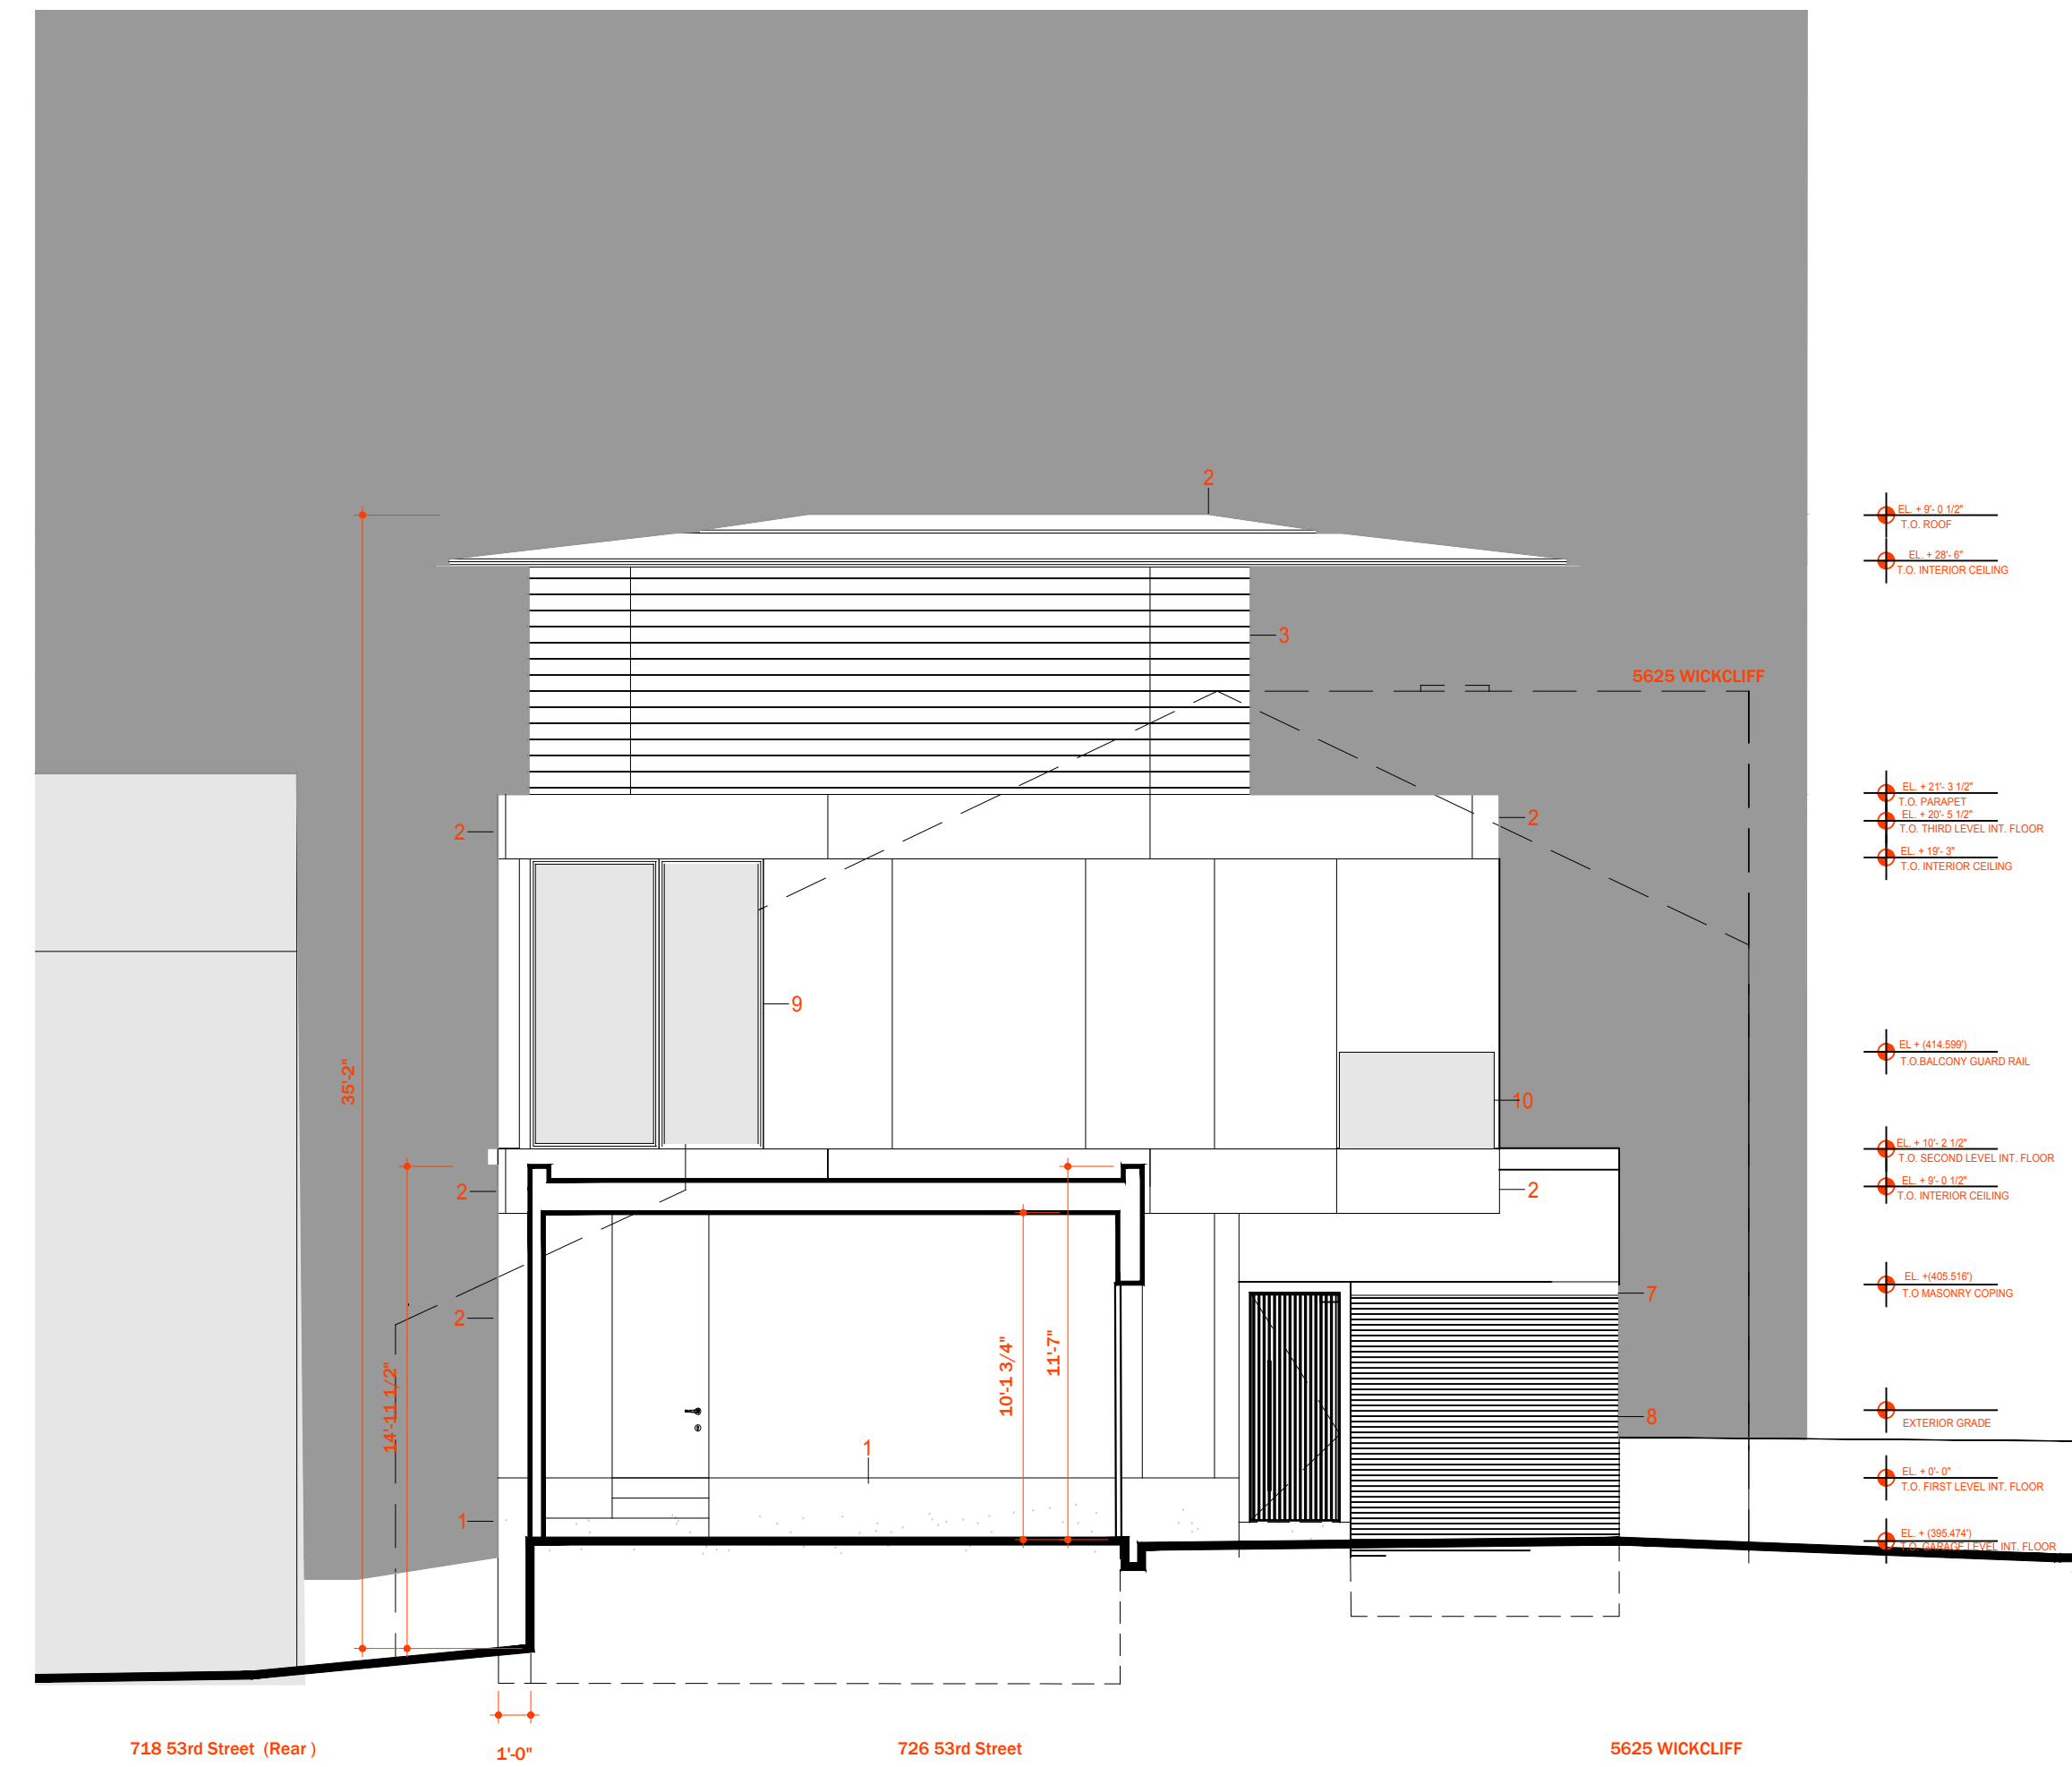 2
EL. + 9'- 0 1/2"
T.O. ROOF
EL. + 28'- 6"
T.O. INTERIOR CEILING
3
5625 WICKCLIFF
EL. + 21'- 3 1/2"
T.O. PARAPET
2
2
EL. + 20'- 5 1/2"
T.O. THIRD LEVEL INT. FLOOR
EL. + 19'- 3"
T.O. INTERIOR CEILING
9
35'-2"
EL + (414.599')
T.O.BALCONY GUARD RAIL
10
EL. + 10'- 2 1/2"
T.O. SECOND LEVEL INT. FLOOR
2
2
EL. + 9'- 0 1/2"
T.O. INTERIOR CEILING
EL. +(405.516')
T.O MASONRY COPING
7
2
10'-1 3/4"
11'-7"
14'-11 1/2"
8
EXTERIOR GRADE
1
EL. + 0'- 0"
T.O. FIRST LEVEL INT. FLOOR
1
EL. + (395.474')
T.O. GARAGE LEVEL INT. FLOOR
718 53rd Street (Rear )
1'-0"
726 53rd Street
5625 WICKCLIFF